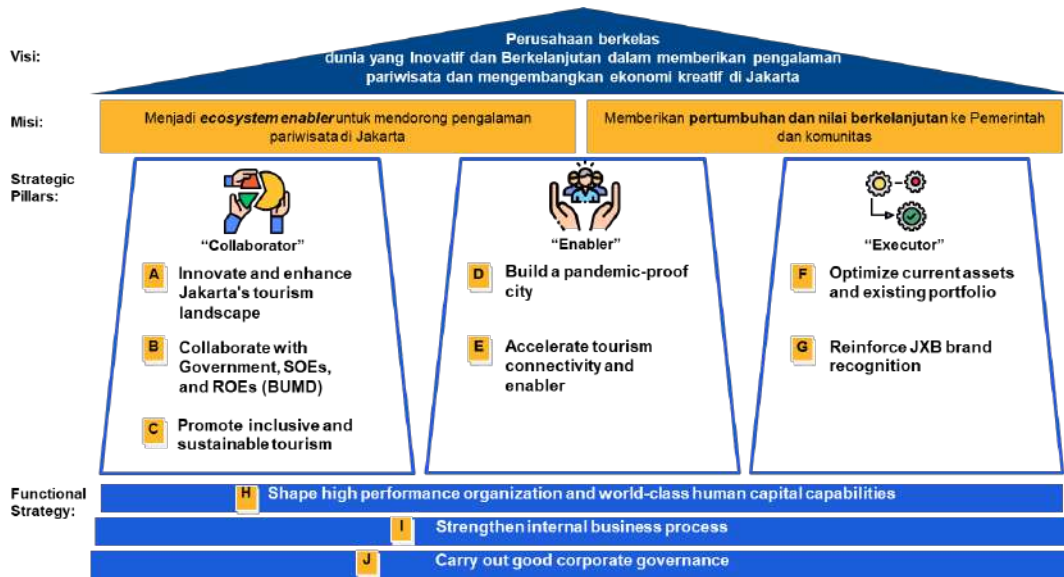 Visi:
Perusahaan berkelas
dunia yang Inovatif dan Berkelanjutan dalam memberikan pengalaman
pariwisata dan mengembangkan ekonomi kreatif di Jakarta
Misi:
Menjadi ecosystem enabler untuk mendorong pengalaman
pariwisata di Jakarta
Memberikan pertumbuhan dan nilai berkelanjutan ke Pemerintah
dan komunitas
Strategic
Pillars:
“Collaborator”
A Innovate and enhance
Jakarta's tourism
landscape
B Collaborate with
Government, SOEs,
and ROEs (BUMD)
C Promote inclusive and
sustainable tourism
“Enabler”
D Build a pandemic-proof
city
E Accelerate tourism
connectivity and
enabler
“Executor”
F Optimize current assets
and existing portfolio
G Reinforce JXB brand
recognition
Functional
Strategy:
H Shape high performance organization and world-class human capital capabilities
I Strengthen internal business process
J Carry out good corporate governance